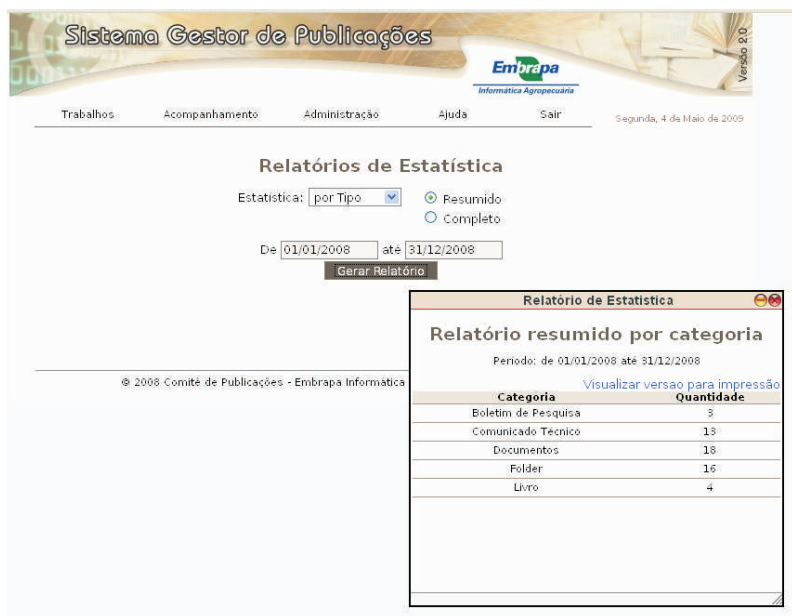 Sistema Gestor de Publicações
Versão 2.0
Embrapa
Informática Agropecuária
Trabalhos Acompanhamento Administração Ajuda Sair Segunda, 4 de Maio de 2009
Relatórios de Estatística
Estatística: por Tipo Resumido
Completo
De 01/01/2008 até 31/12/2008
Gerar Relatório
Relatório de Estatistica
Relatório resumido por categoria
Periodo: de 01/01/2008 até 31/12/2008
Visualizar versao para impressão
Categoria Quantidade
Boletim de Pesquisa 3
Comunicado Técnico 13
Documentos 18
Folder 16
Livro 4
© 2008 Comitê de Publicações - Embrapa Informática